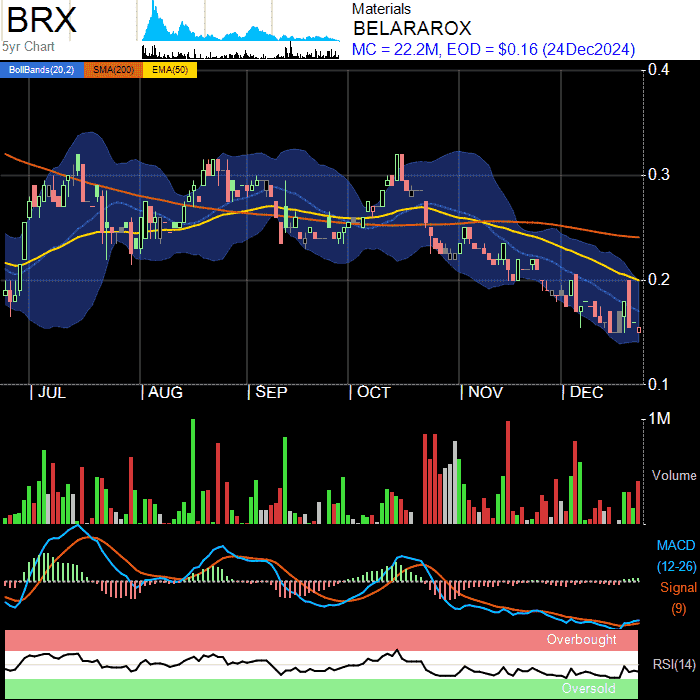 BRX
5yr Chart
Materials
BELARAROX
MC = 22.2M, EOD = $0.16 (24Dec2024)
BollBands(20,2) SMA(200) EMA(50)
0.4
0.3
0.2
0.1
| JUL | AUG | SEP | OCT | NOV | DEC
1M
Volume
MACD
(12-26)
Signal
(9)
Overbought
RSI(14)
Oversold